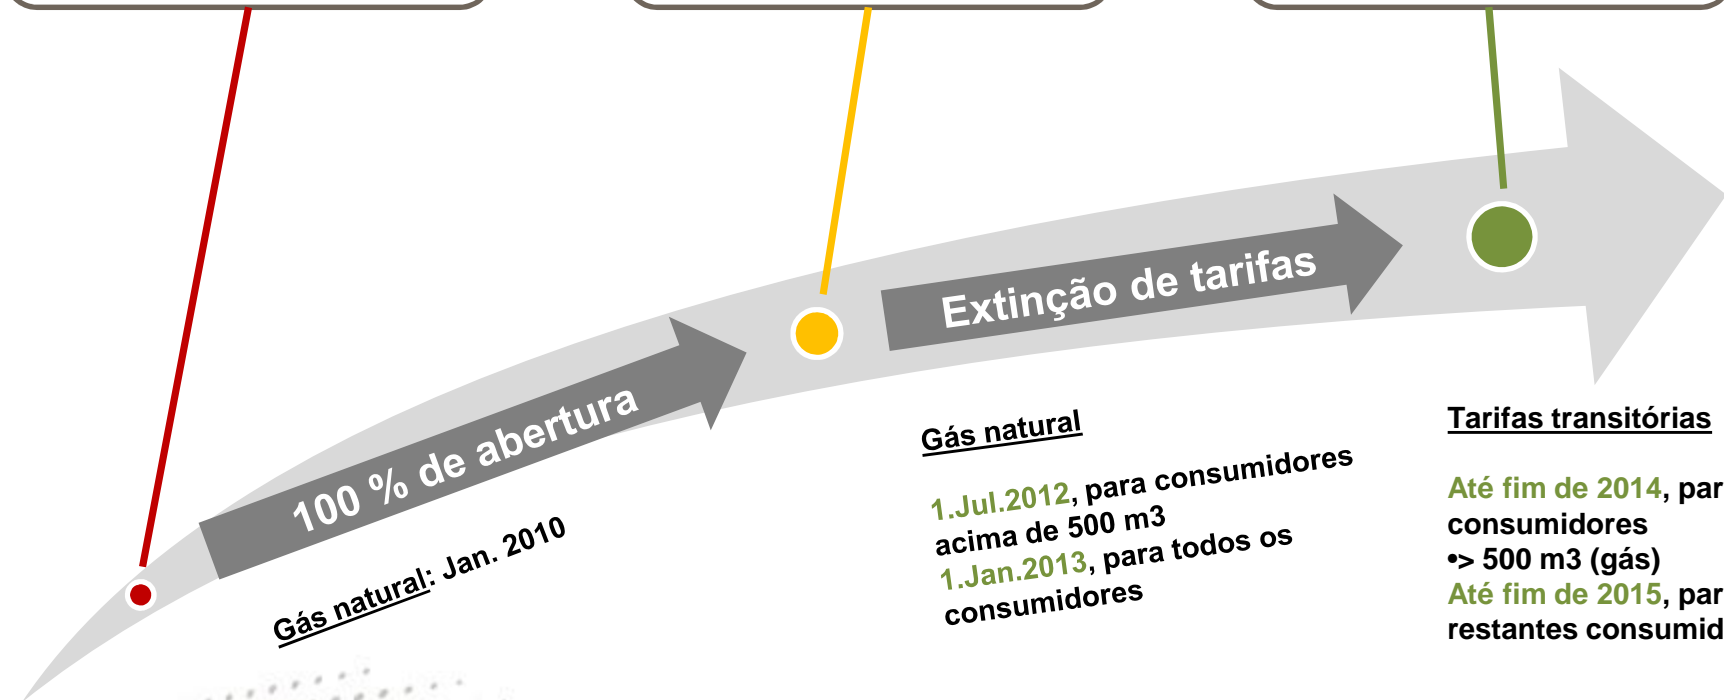 100 % de abertura
Gás natural: Jan. 2010
Extinção de tarifas
Gás natural
1.Jul.2012, para consumidores
acima de 500 m3
1.Jan.2013, para todos os
consumidores
Tarifas transitórias
Até fim de 2014, par
consumidores
•> 500 m3 (gás)
Até fim de 2015, par
restantes consumid